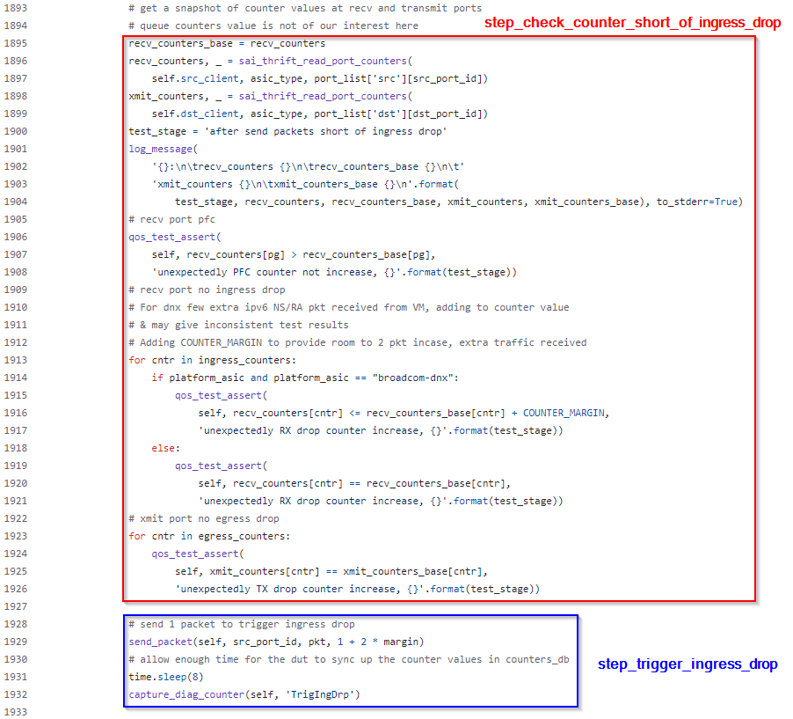 1893 # get a snapshot of counter values at recv and transmit ports
1894 # queue counters value is not of our interest here
step_check_counter_short_of_ingress_drop
1895 recv_counters_base = recv_counters
1896 recv_counters, _ = sai_thrift_read_port_counters(
1897     self.src_client, asic_type, port_list['src'][src_port_id])
1898 xmit_counters, _ = sai_thrift_read_port_counters(
1899     self.dst_client, asic_type, port_list['dst'][dst_port_id])
1900 test_stage = 'after send packets short of ingress drop'
1901 log_message(
1902     '{}:\n\trecv_counters {}\n\trecv_counters_base {}\n\t'
1903     'xmit_counters {}\n\txmit_counters_base {}\n'.format(
1904         test_stage, recv_counters, recv_counters_base, xmit_counters, xmit_counters_base), to_stderr=True)
1905 # recv port pfc
1906 qos_test_assert(
1907     self, recv_counters[pg] > recv_counters_base[pg],
1908     'unexpectedly PFC counter not increase, {}'.format(test_stage))
1909 # recv port no ingress drop
1910 # For dnx few extra ipv6 NS/RA pkt received from VM, adding to counter value
1911 # & may give inconsistent test results
1912 # Adding COUNTER_MARGIN to provide room to 2 pkt incase, extra traffic received
1913 for cntr in ingress_counters:
1914     if platform_asic and platform_asic == "broadcom-dnx":
1915         qos_test_assert(
1916             self, recv_counters[cntr] <= recv_counters_base[cntr] + COUNTER_MARGIN,
1917             'unexpectedly RX drop counter increase, {}'.format(test_stage))
1918     else:
1919         qos_test_assert(
1920             self, recv_counters[cntr] == recv_counters_base[cntr],
1921             'unexpectedly RX drop counter increase, {}'.format(test_stage))
1922 # xmit port no egress drop
1923 for cntr in egress_counters:
1924     qos_test_assert(
1925         self, xmit_counters[cntr] == xmit_counters_base[cntr],
1926         'unexpectedly TX drop counter increase, {}'.format(test_stage))
1927
1928 # send 1 packet to trigger ingress drop
1929 send_packet(self, src_port_id, pkt, 1 + 2 * margin)
1930 # allow enough time for the dut to sync up the counter values in counters_db
step_trigger_ingress_drop
1931 time.sleep(8)
1932 capture_diag_counter(self, 'TrigIngDrp')
1933